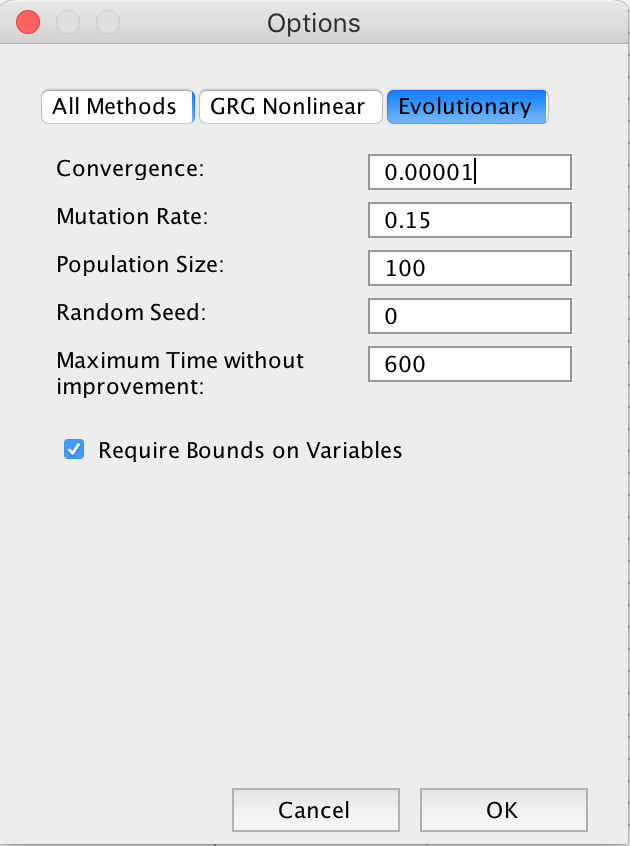 Options
All Methods GRG Nonlinear Evolutionary
Convergence: 0.00001
Mutation Rate: 0.15
Population Size: 100
Random Seed: 0
Maximum Time without 600
improvement:
Require Bounds on Variables
Cancel OK